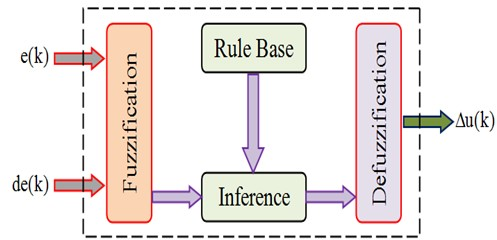 e(k)
de(k)
Fuzzification
Rule Base
Inference
Defuzzification
Δu(k)